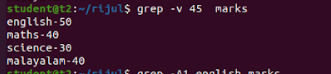 student@t2:~/rijul$ grep -v 45  marks
english-50
maths-40
science-30
malayalam-40
student@t2:~/rijul$ grep -A1 english marks